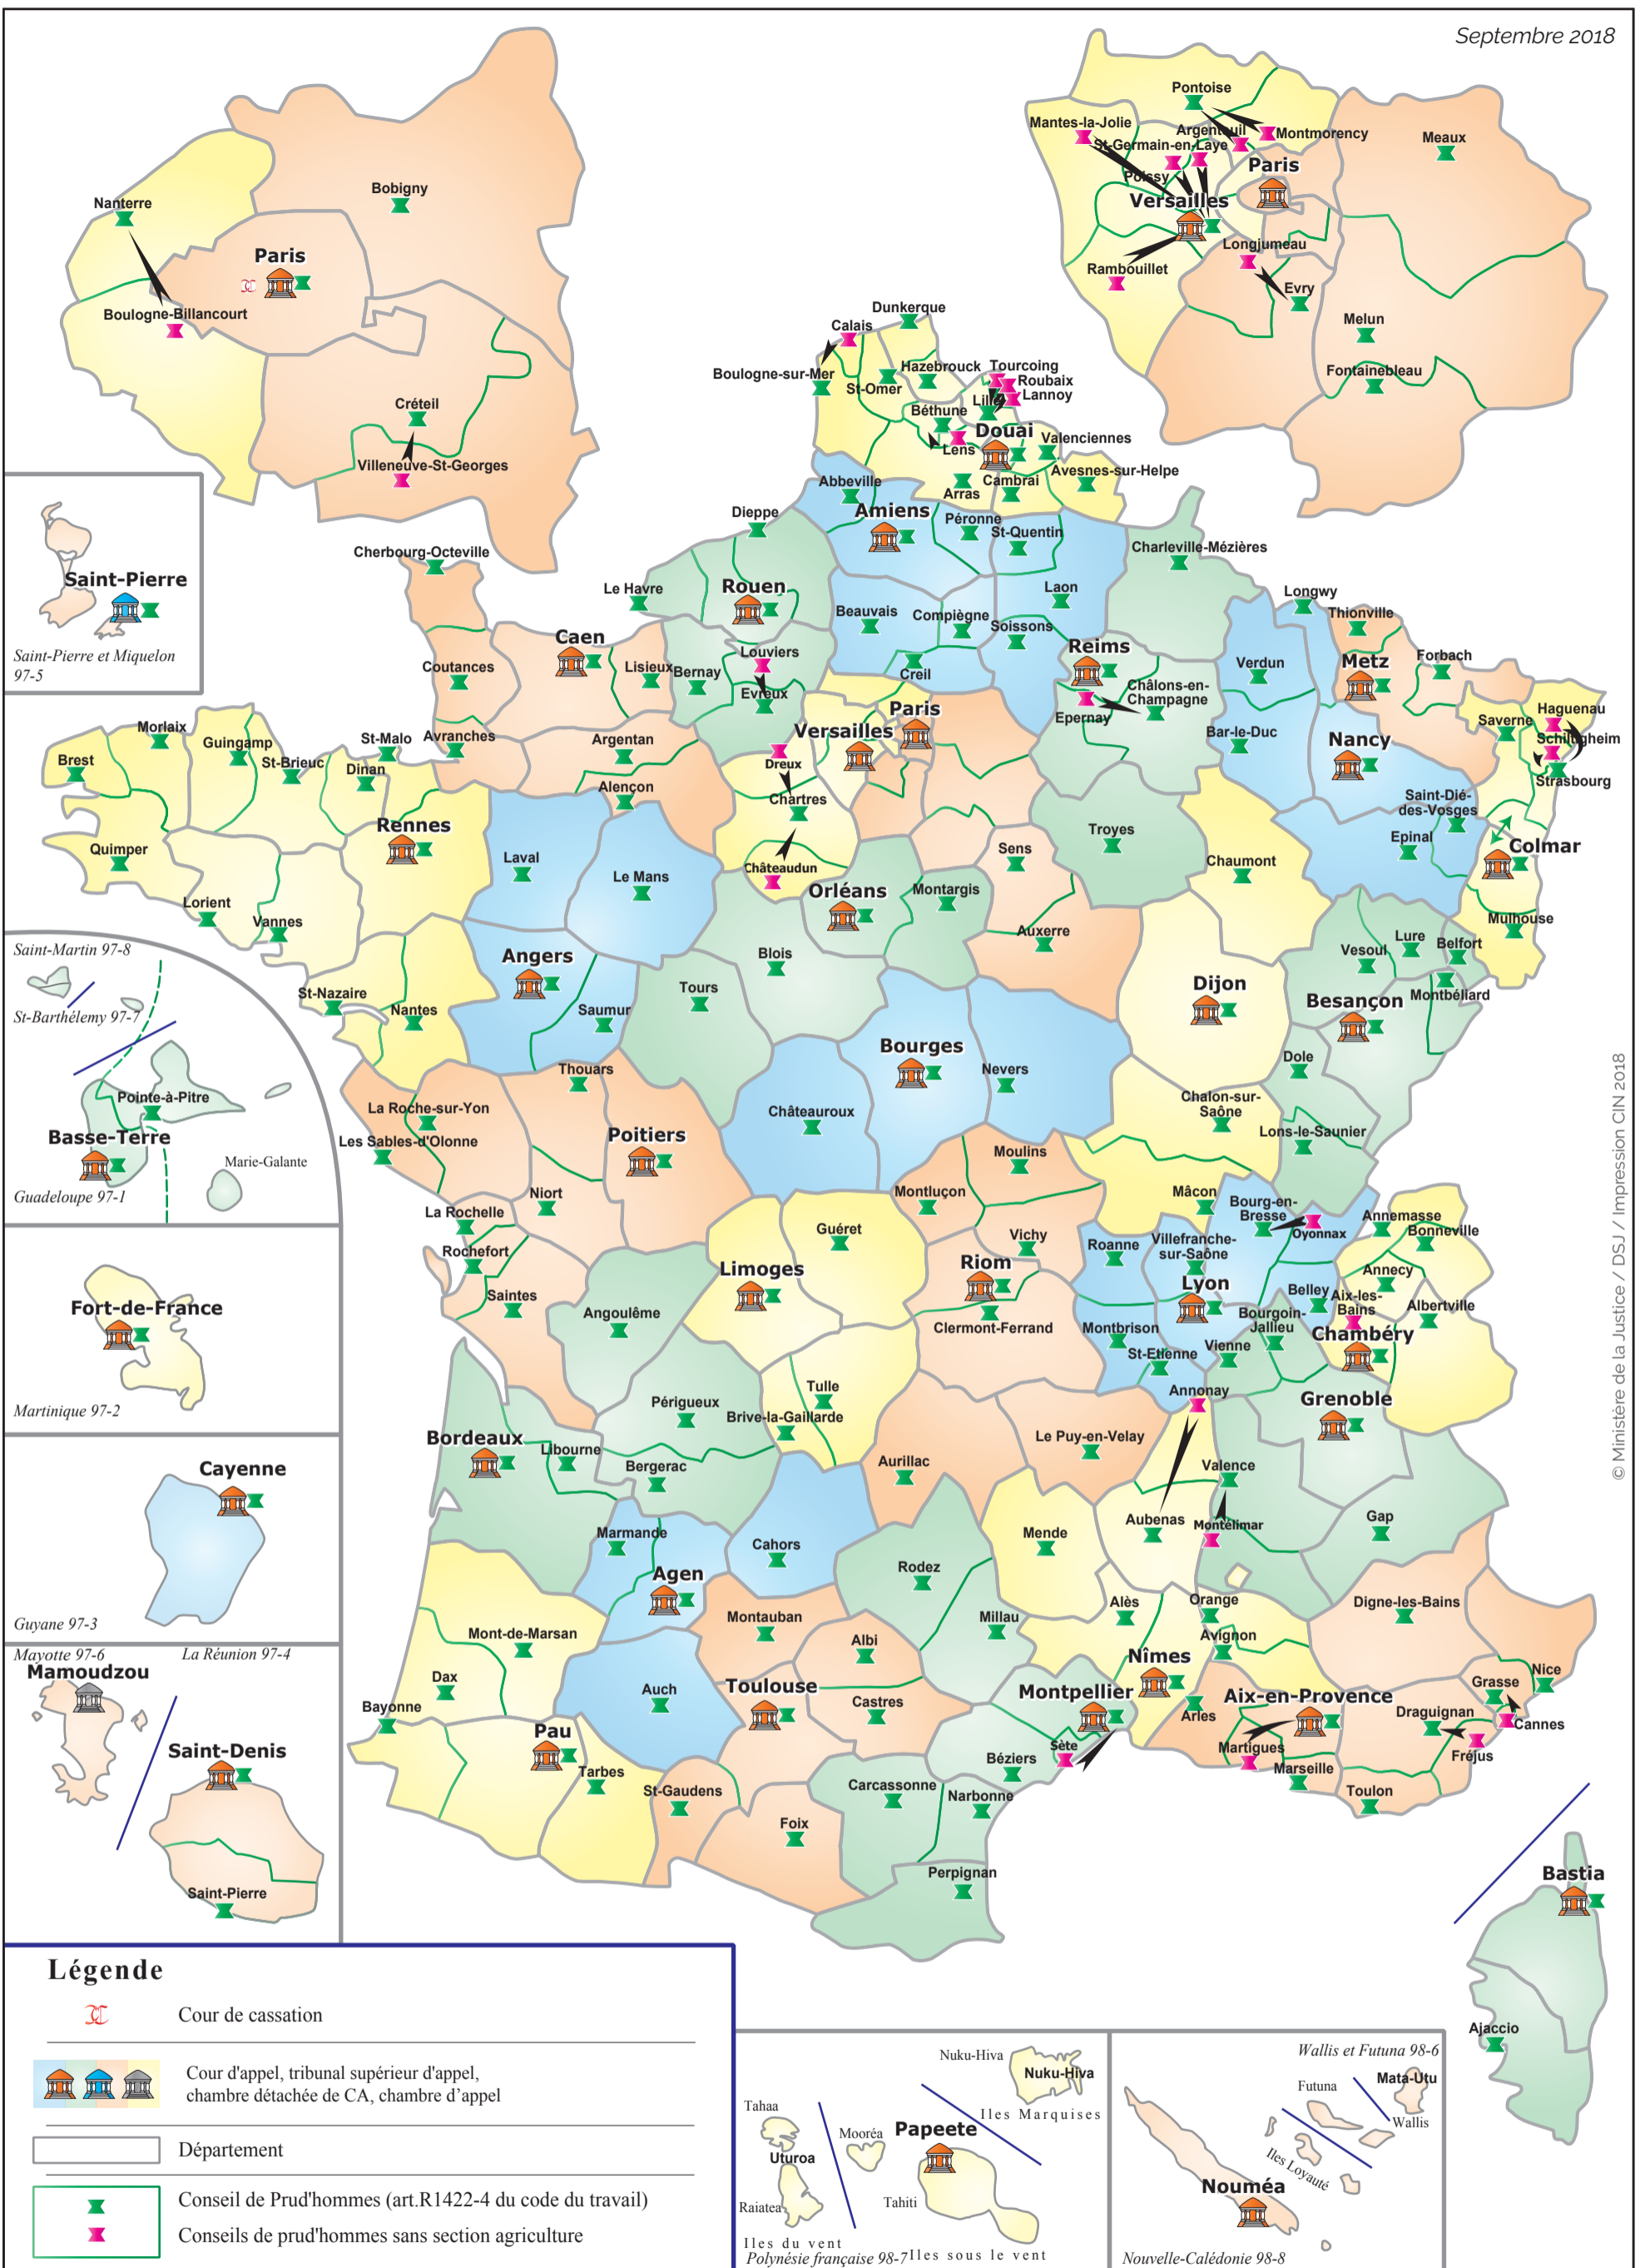 Septembre 2018
Nanterre
Bobigny
Paris
Boulogne-Billancourt
Créteil
Villeneuve-St-Georges
Pontoise
Mantes-la-Jolie
Argenteuil
Montmorency
St-Germain-en-Laye
Poissy
Paris
Versailles
Meaux
Longjumeau
Rambouillet
Evry
Melun
Fontainebleau
Dunkerque
Calais
Boulogne-sur-Mer
St-Omer
Hazebrouck
Tourcoing
Roubaix
Lannoy
Lille
Béthune
Douai
Lens
Valenciennes
Avesnes-sur-Helpe
Arras
Cambrai
Abbeville
Amiens
Péronne
St-Quentin
Dieppe
Charleville-Mézières
Cherbourg-Octeville
Le Havre
Rouen
Beauvais
Compiègne
Laon
Soissons
Creil
Longwy
Thionville
Caen
Lisieux
Bernay
Louviers
Evreux
Coutances
Reims
Epernay
Châlons-en-
Champagne
Verdun
Metz
Forbach
Bar-le-Duc
Nancy
Saverne
Haguenau
Schiltigheim
Strasbourg
Paris
Versailles
Avranches
Argentan
Alençon
Dreux
Chartres
Châteaudun
Morlaix
Brest
Guingamp
St-Brieuc
St-Malo
Dinan
Rennes
Quimper
Lorient
Vannes
Laval
Le Mans
Saint-Dié-
des-Vosges
Epinal
Colmar
Mulhouse
Troyes
Chaumont
Sens
Orléans
Montargis
Auxerre
Blois
Angers
Saumur
Tours
St-Nazaire
Nantes
Vesoul
Lure
Belfort
Montbéliard
Dijon
Besançon
Dole
Bourges
Nevers
Châteauroux
Thouars
La Roche-sur-Yon
Les Sables-d'Olonne
Poitiers
Niort
Chalon-sur-
Saône
Lons-le-Saunier
Moulins
Montluçon
Mâcon
Bourg-en-
Bresse
Oyonnax
Annemasse
Bonneville
La Rochelle
Rochefort
Saintes
Guéret
Limoges
Vichy
Riom
Clermont-Ferrand
Roanne
Villefranche-
sur-Saône
Lyon
Belley
Annecy
Aix-les-
Bains
Albertville
Bourgoin-
Jallieu
Chambéry
Montbrison
Vienne
St-Etienne
Annonay
Grenoble
Angoulême
Périgueux
Tulle
Brive-la-Gaillarde
Bordeaux
Libourne
Bergerac
Le Puy-en-Velay
Aurillac
Valence
Montélimar
Aubenas
Gap
Marmande
Cahors
Agen
Rodez
Mende
Millau
Alès
Orange
Avignon
Digne-les-Bains
Montauban
Mont-de-Marsan
Dax
Albi
Auch
Toulouse
Castres
Nîmes
Montpellier
Arles
Aix-en-Provence
Grasse
Nice
Cannes
Draguignan
Fréjus
Martigues
Marseille
Toulon
Bayonne
Pau
Tarbes
St-Gaudens
Foix
Carcassonne
Narbonne
Béziers
Sète
Perpignan
Bastia
Ajaccio
Saint-Pierre
Saint-Pierre et Miquelon
97-5
Saint-Martin 97-8
St-Barthélemy 97-7
Pointe-à-Pitre
Basse-Terre
Marie-Galante
Guadeloupe 97-1
Fort-de-France
Martinique 97-2
Cayenne
Guyane 97-3
Mayotte 97-6
La Réunion 97-4
Mamoudzou
Saint-Denis
Saint-Pierre
© Ministère de la Justice / DSJ / Impression CIN 2018
Légende
Cour de cassation
Cour d'appel, tribunal supérieur d'appel,
chambre détachée de CA, chambre d'appel
Département
Conseil de Prud'hommes (art.R1422-4 du code du travail)
Conseils de prud'hommes sans section agriculture
Nuku-Hiva
Nuku-Hiva
Iles Marquises
Tahaa
Mooréa
Papeete
Uturoa
Raiatea
Tahiti
Iles du vent
Polynésie française 98-7
Iles sous le vent
Wallis et Futuna 98-6
Futuna
Mata-Utu
Wallis
Iles Loyauté
Nouméa
Nouvelle-Calédonie 98-8